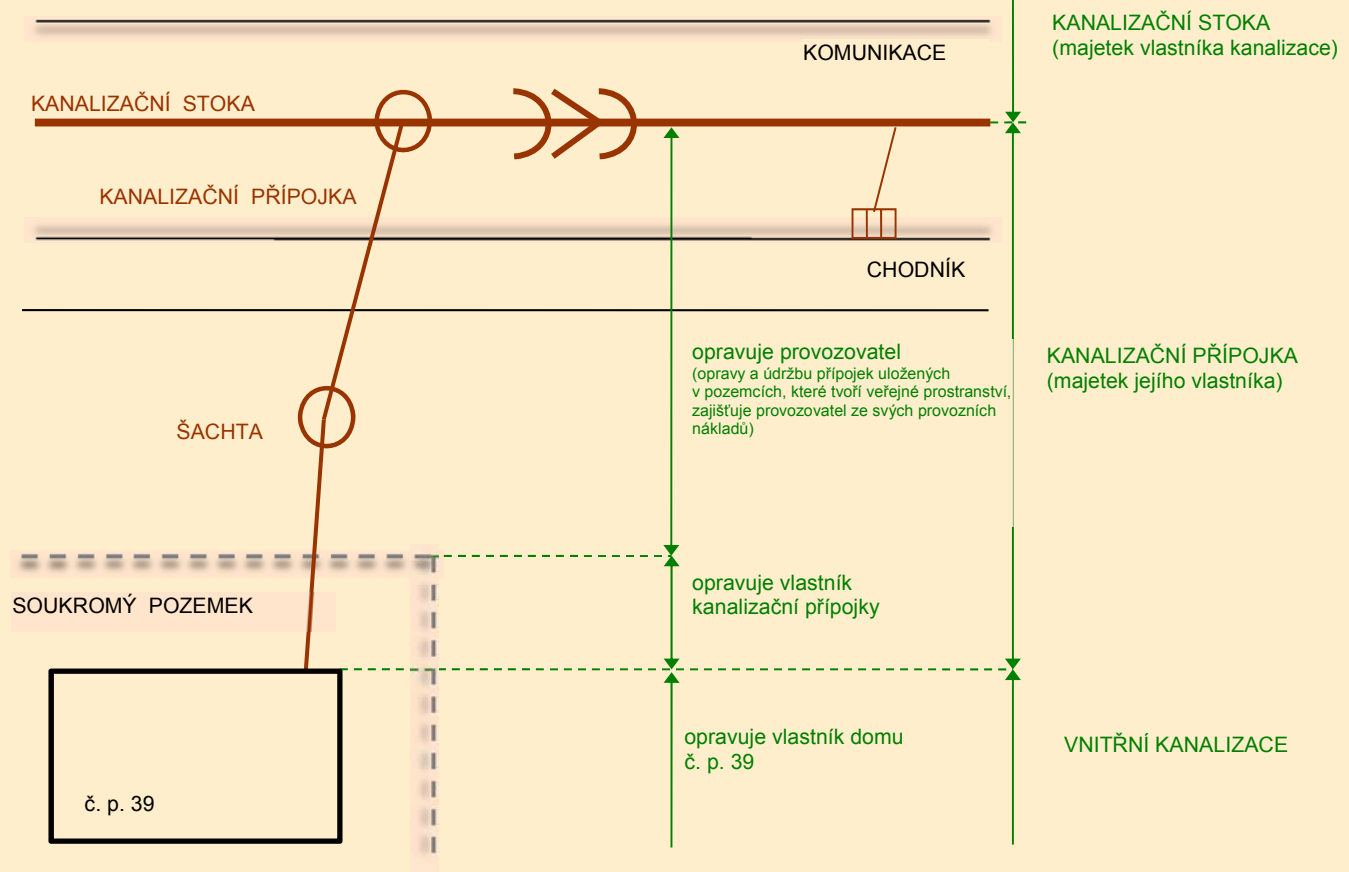 KANALIZAČNÍ STOKA
(majetek vlastníka kanalizace)
KOMUNIKACE
KANALIZAČNÍ STOKA
KANALIZAČNÍ PŘÍPOJKA
CHODNÍK
opravuje provozovatel
(opravy a údržbu přípojek uložených
v pozemcích, které tvoří veřejné prostranství,
zajišťuje provozovatel ze svých provozních
nákladů)
KANALIZAČNÍ PŘÍPOJKA
(majetek jejího vlastníka)
ŠACHTA
opravuje vlastník
kanalizační přípojky
SOUKROMÝ POZEMEK
opravuje vlastník domu
č. p. 39
VNITŘNÍ KANALIZACE
č. p. 39